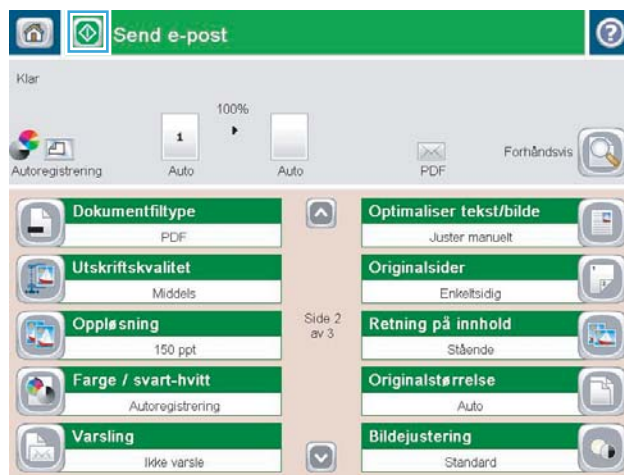 Send e-post
Klar
100%
1
Autoregistrering
Auto
Auto
PDF
Forhåndsvis
Dokumentfiltype
PDF
Utskriftskvalitet
Middels
Oppløsning
150 ppt
Farge / svart-hvitt
Autoregistrering
Varsling
Ikke varsle
Side 2
av 3
Optimaliser tekst/bilde
Juster manuelt
Originalsider
Enkeltsidig
Retning på innhold
Stående
Originalstørrelse
Auto
Bildejustering
Standard